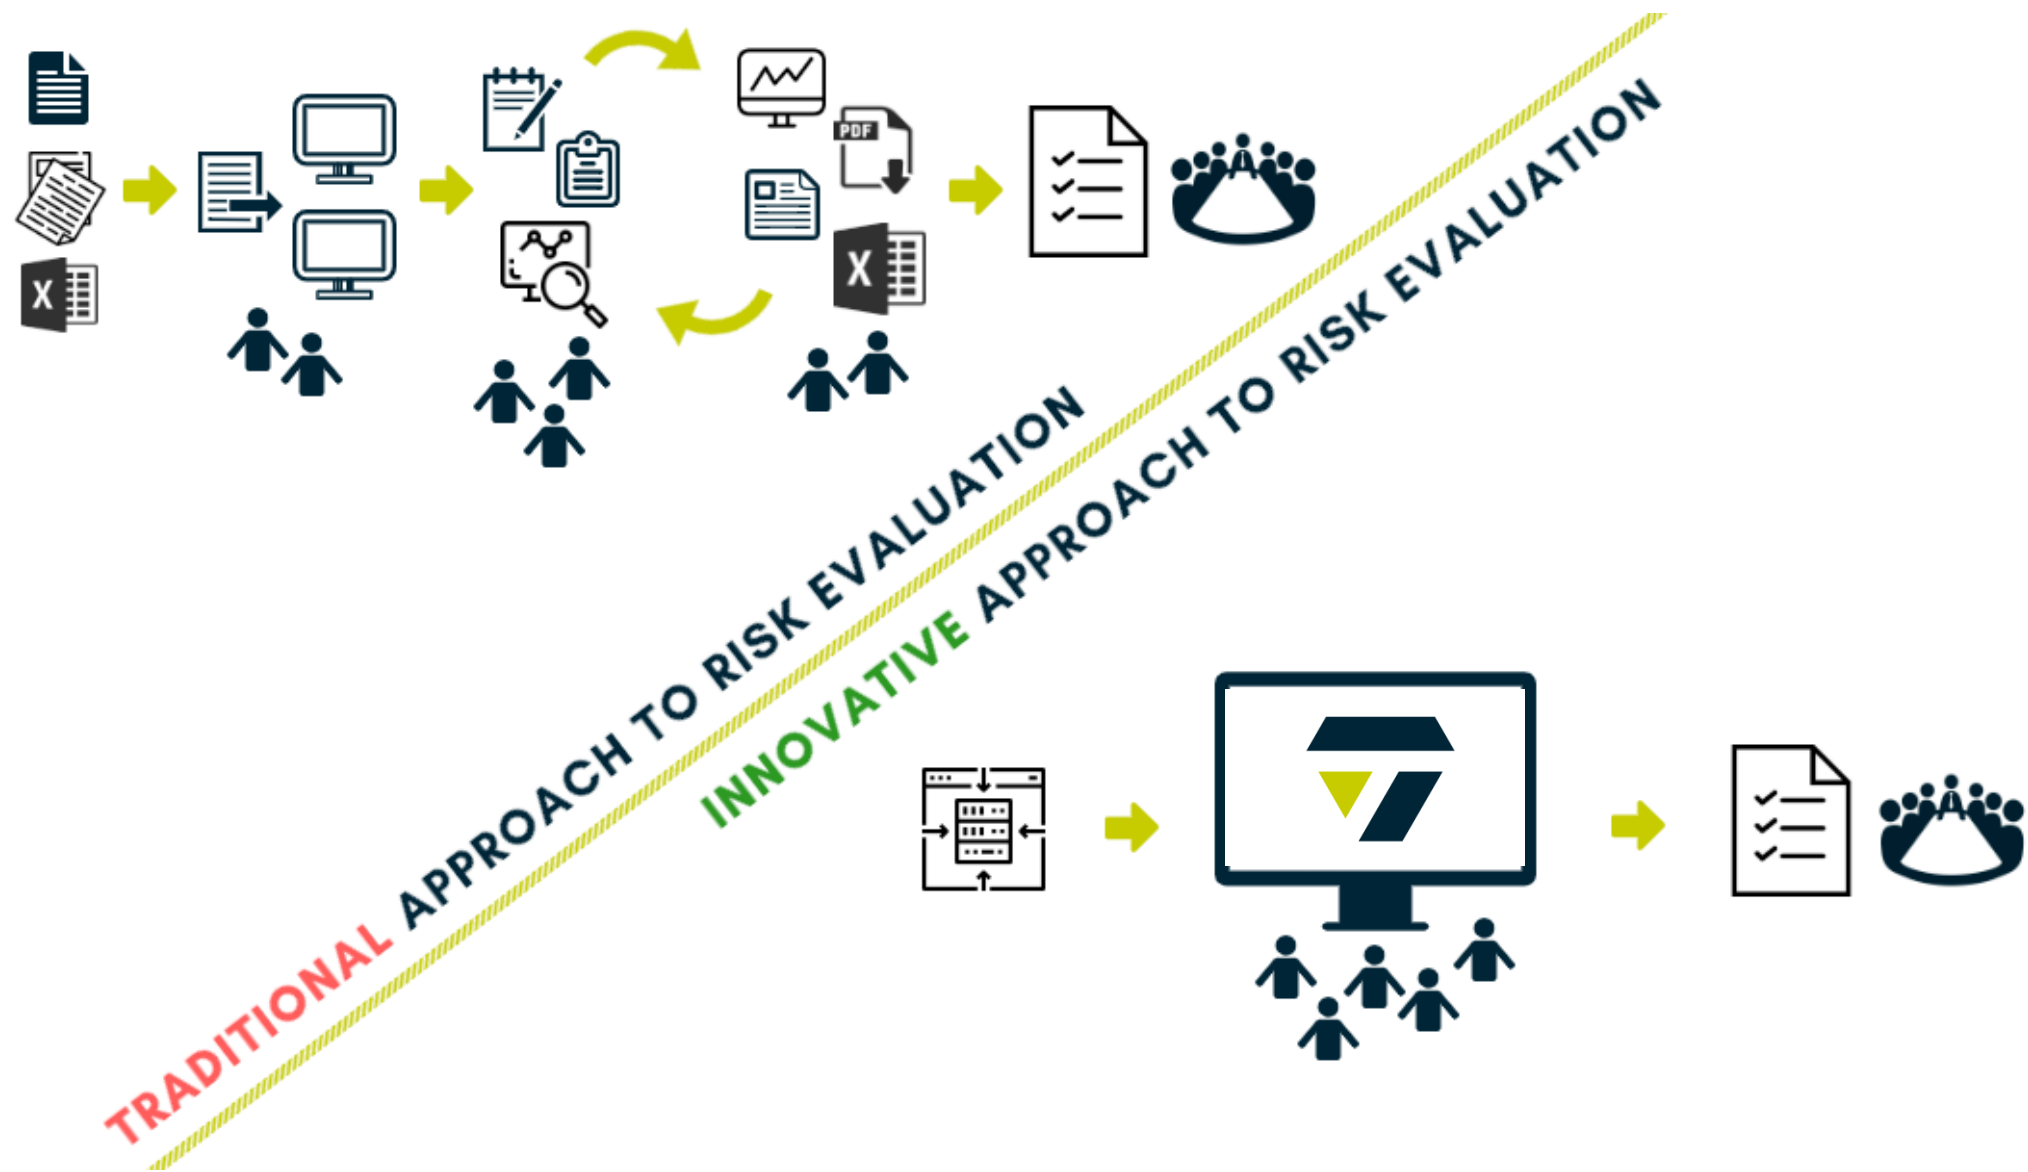 X
PDF
X
TRADITIONAL APPROACH TO RISK EVALUATION
INNOVATIVE APPROACH TO RISK EVALUATION